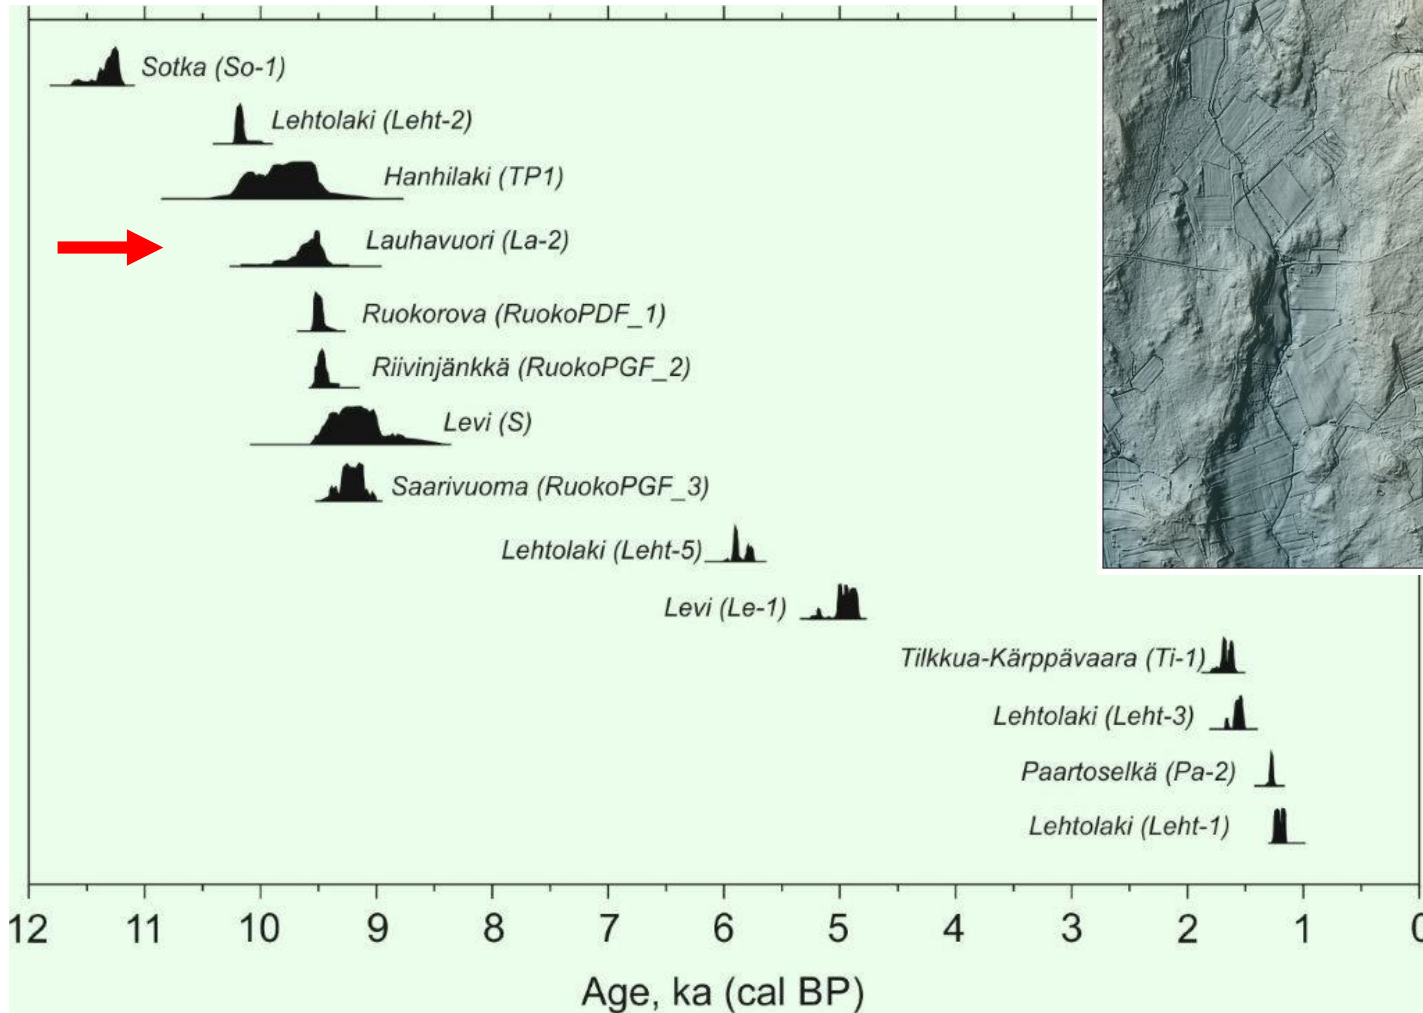 Sotka (So-1)
Lehtolaki (Leht-2)
Hanhilaki (TP1)
Lauhavuori (La-2)
Ruokorova (RuokoPDF_1)
Riivinjänkkä (RuokoPGF_2)
Levi (S)
Saarivuoma (RuokoPGF_3)
Lehtolaki (Leht-5)
Levi (Le-1)
Tilkkua-Kärppävaara (Ti-1)
Lehtolaki (Leht-3)
Paartoselkä (Pa-2)
Lehtolaki (Leht-1)
12 11 10 9 8 7 6 5 4 3 2 1 0
Age, ka (cal BP)